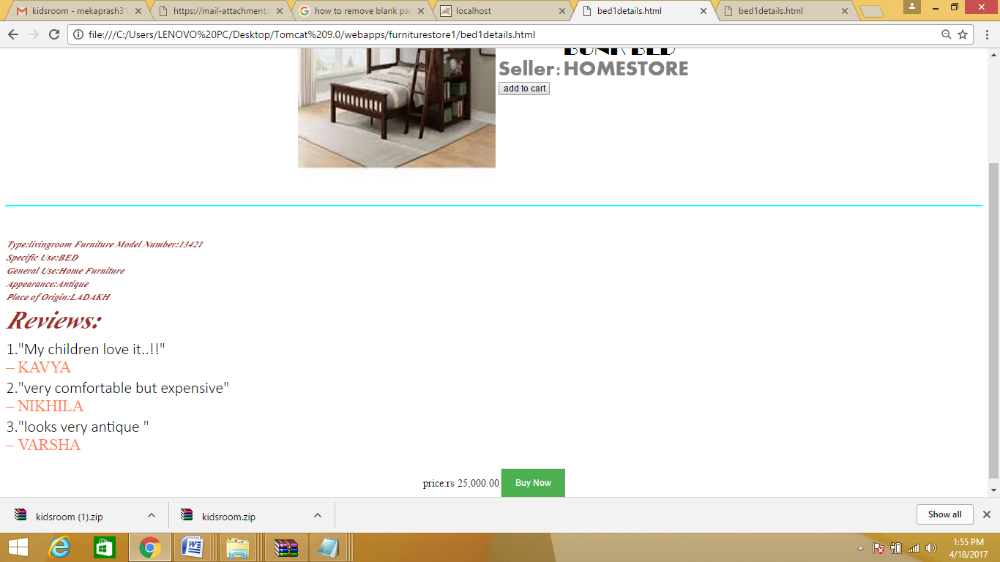 kidsroom - mekaprash31
https://mail-attachment.g
how to remove blank pag
localhost
bed1details.html
bed1details.html
file:///C:/Users/LENOVO%20PC/Desktop/Tomcat%209.0/webapps/furniturestore1/bed1details.html
BUNK BED
Seller: HOMESTORE
add to cart
Type:livingroom Furniture Model Number:13421
Specific Use:BED
General Use:Home Furniture
Appearance:Antique
Place of Origin:LADAKH
Reviews:
1."My children love it..!!"
– KAVYA
2."very comfortable but expensive"
– NIKHILA
3."looks very antique "
– VARSHA
price:rs 25,000.00 Buy Now
kidsroom (1).zip
kidsroom.zip
Show all
1:55 PM
4/18/2017